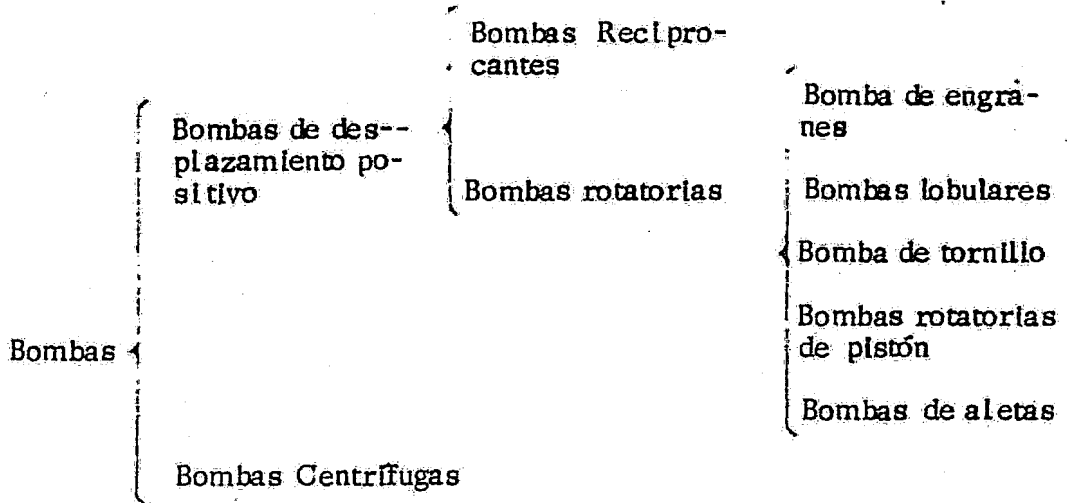 Bombas Recipro-
cantes
Bomba de engra-
nes
Bombas de des--
plazamiento po-
sitivo
Bombas rotatorias
Bombas lobulares
Bomba de tornillo
Bombas rotatorias
de pistón
Bombas
Bombas de aletas
Bombas Centrífugas